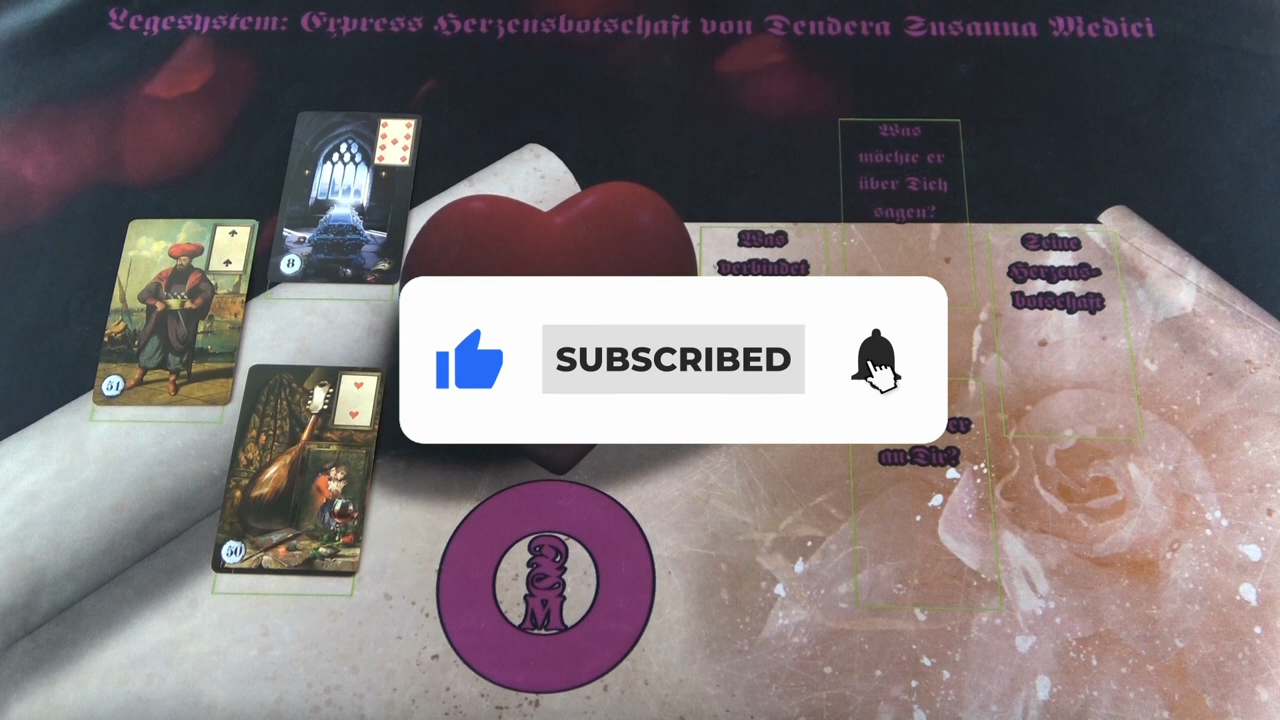 Legesystem: Express Herzensbotschaft von Dendera Susanna Medici
8
51
50
Was
möchte er
über Dich
sagen?
Was
verbindet
Seine
Herzens-
botschaft
SUBSCRIBED
er
an Dir?